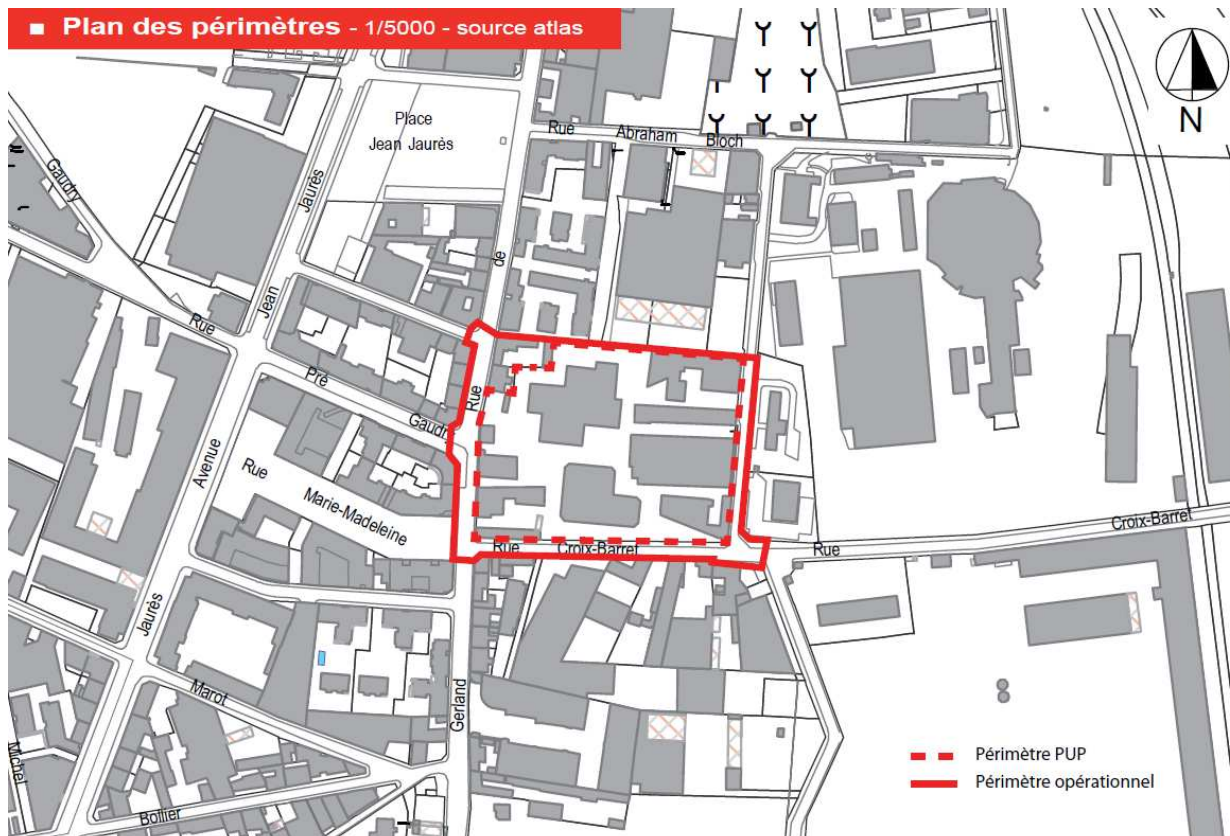 Plan des périmètres - 1/5000 - source atlas
N
Place
Jean Jaurès
Rue
Abraham
Bloch
Gaudry
Jaurès
de
Jean
Rue
Pré
Gaudry
Rue
Avenue
Rue
Marie-Madeleine
Rue
Croix-Barret
Rue
Croix-Barret
Jaurès
Marot
Gerland
Michel
Bollier
Périmètre PUP
Périmètre opérationnel